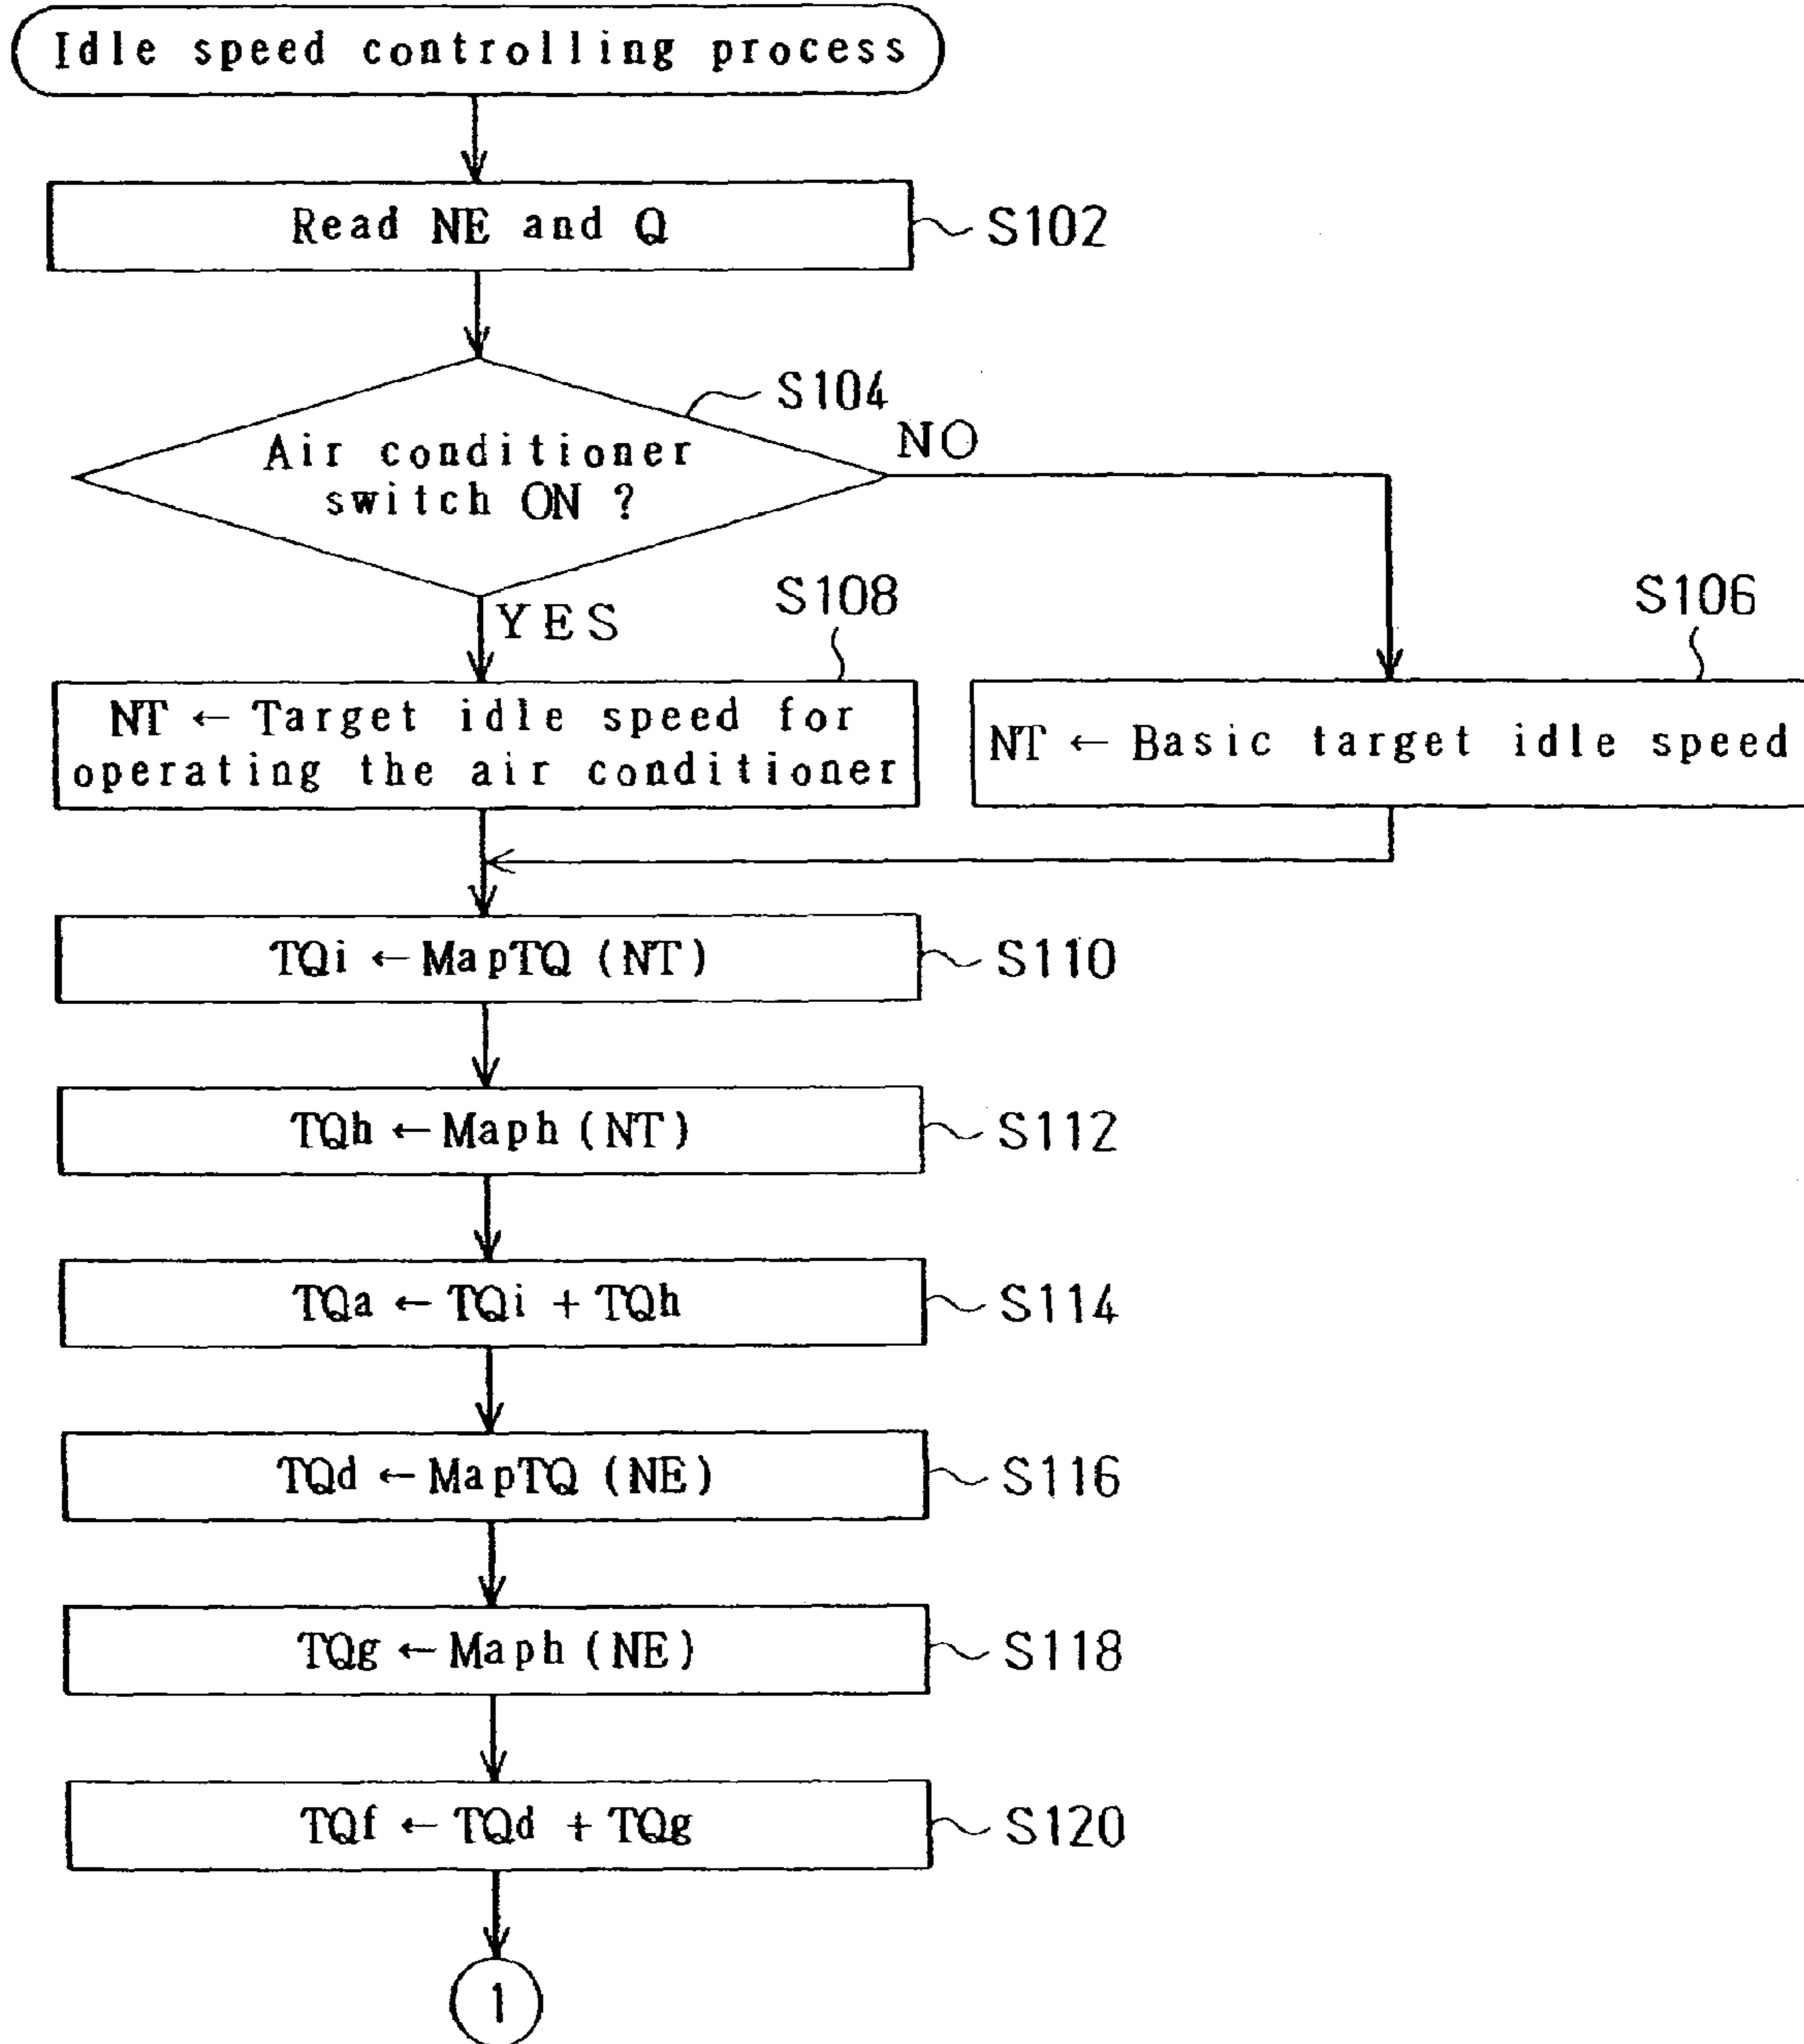 Idle speed controlling process
Read NE and Q
S102
S104
Air conditioner
switch ON ?
NO
YES
S108
S106
NT ← Target idle speed for
operating the air conditioner
NT ← Basic target idle speed
TQi ← MapTQ (NT)
S110
TQh ← Maph (NT)
S112
TQa ← TQi + TQh
S114
TQd ← MapTQ (NE)
S116
TQg ← Maph (NE)
S118
TQf ← TQd + TQg
S120
1